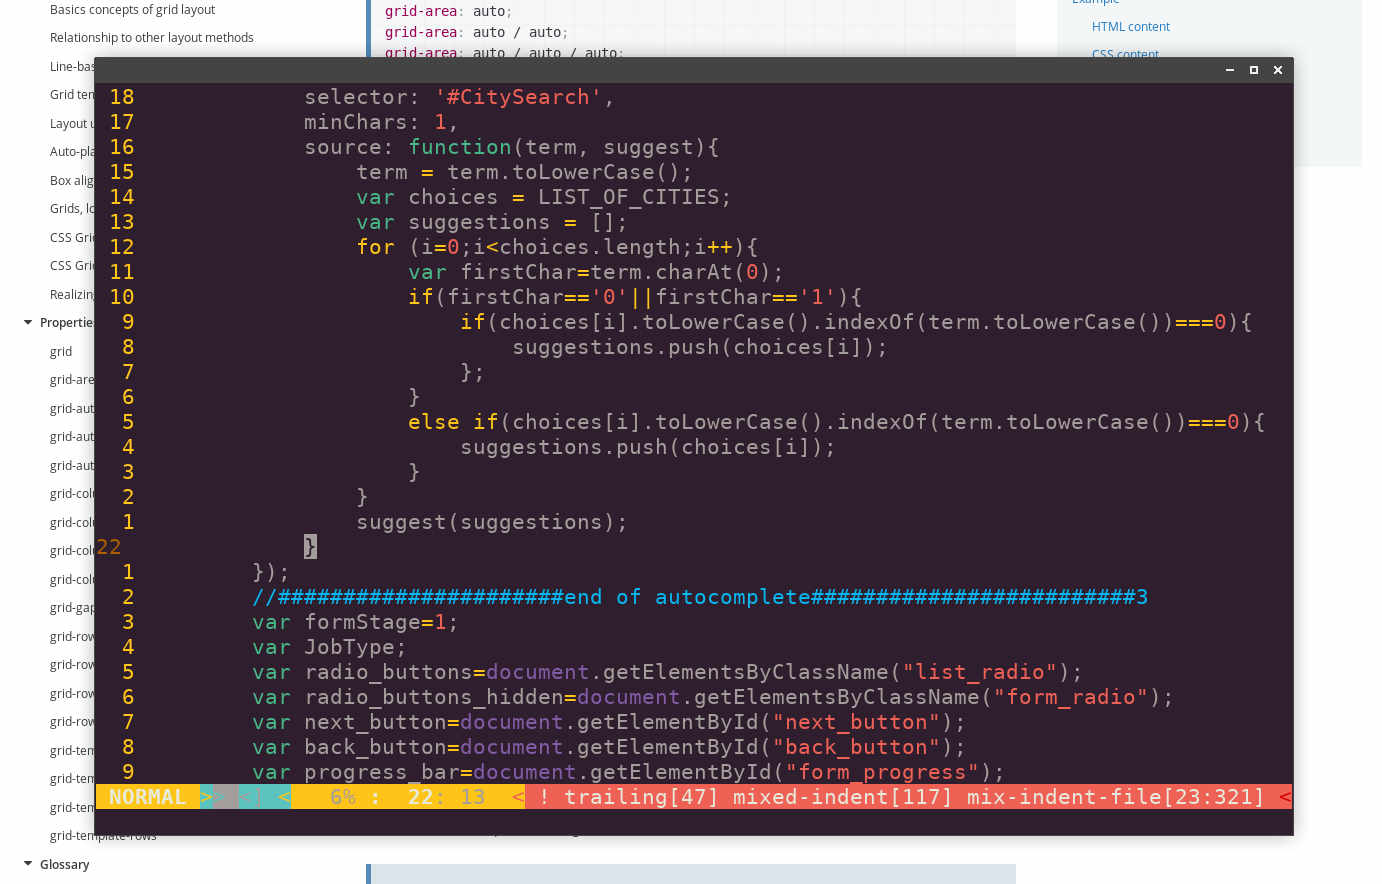 Basics concepts of grid layout
Relationship to other layout methods
Line-bas
Grid ten
Layout u
Auto-pla
Box alig
Grids, lo
CSS Gri
CSS Gri
Realizing
Propertie
grid
grid-are
grid-aut
grid-aut
grid-aut
grid-colu
grid-colu
grid-colu
grid-colu
grid-gap
grid-row
grid-row
grid-row
grid-row
grid-tem
grid-tem
grid-tem
grid-template-rows
Glossary
grid-area: auto;
grid-area: auto / auto;
grid-area: auto / auto / auto;
Example
HTML content
CSS content
18 selector: '#CitySearch',
17 minChars: 1,
16 source: function(term, suggest){
15 term = term.toLowerCase();
14 var choices = LIST_OF_CITIES;
13 var suggestions = [];
12 for (i=0;i<choices.length;i++){
11 var firstChar=term.charAt(0);
10 if(firstChar=='0'||firstChar=='1'){
9 if(choices[i].toLowerCase().indexOf(term.toLowerCase())===0){
8 suggestions.push(choices[i]);
7 };
6 }
5 else if(choices[i].toLowerCase().indexOf(term.toLowerCase())===0){
4 suggestions.push(choices[i]);
3 }
2 }
1 suggest(suggestions);
22 }
1 });
2 //######################end of autocomplete#########################3
3 var formStage=1;
4 var JobType;
5 var radio_buttons=document.getElementsByClassName("list_radio");
6 var radio_buttons_hidden=document.getElementsByClassName("form_radio");
7 var next_button=document.getElementById("next_button");
8 var back_button=document.getElementById("back_button");
9 var progress_bar=document.getElementById("form_progress");
NORMAL > > < < 6% : 22: 13 < ! trailing[47] mixed-indent[117] mix-indent-file[23:321] <